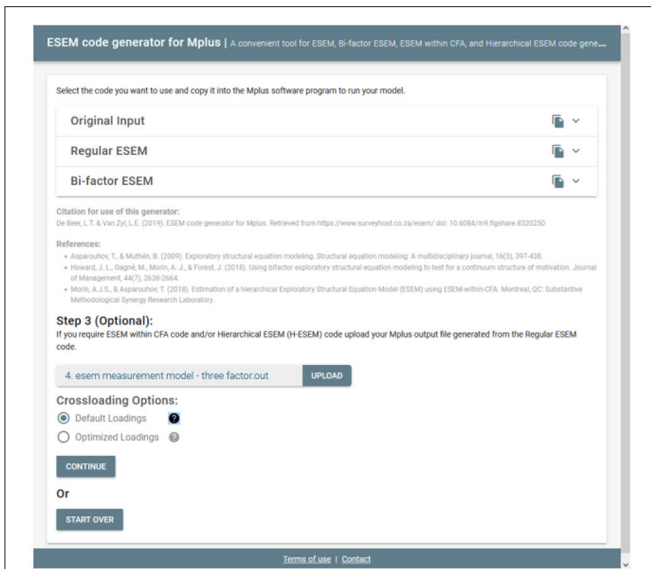 ESEM code generator for Mplus | A convenient tool for ESEM, Bi-factor ESEM, ESEM within CFA, and Hierarchical ESEM code gene...
Select the code you want to use and copy it into the Mplus software program to run your model.
Original Input
Regular ESEM
Bi-factor ESEM
Citation for use of this generator:
De Beer, L.T. & Van Zyl, L.E. (2019). ESEM code generator for Mplus. Retrieved from https://www.surveyhost.co.za/esem/ doi: 10.6084/m9.figshare.8320250
References:
• Asparouhov, T., & Muthén, B. (2009). Exploratory structural equation modeling. Structural equation modeling: A multidisciplinary journal, 16(3), 397-438.
• Howard, J. L., Gagné, M., Morin, A. J., & Forest, J. (2018). Using bifactor exploratory structural equation modeling to test for a continuum structure of motivation. Journal
of Management, 44(7), 2638-2664.
• Morin, A.J.S., & Asparouhov, T. (2018). Estimation of a hierarchical Exploratory Structural Equation Model (ESEM) using ESEM-within-CFA. Montreal, QC: Substantive
Methodological Synergy Research Laboratory.
Step 3 (Optional):
If you require ESEM within CFA code and/or Hierarchical ESEM (H-ESEM) code upload your Mplus output file generated from the Regular ESEM
code.
4. esem measurement model - three factor.out UPLOAD
Crossloading Options:
Default Loadings ?
Optimized Loadings ?
CONTINUE
Or
START OVER
Terms of use | Contact